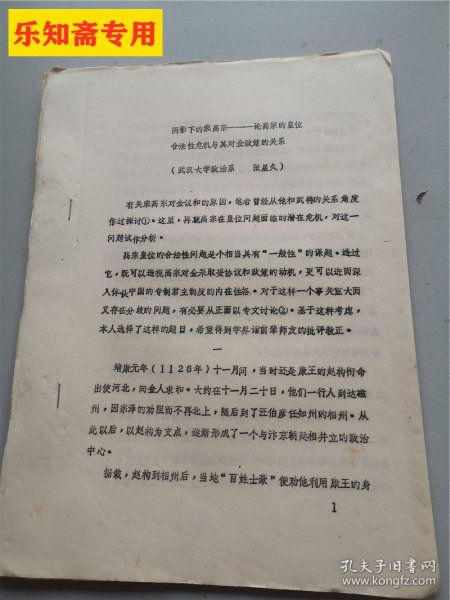 乐知斋专用
阴影下的宋高宗———论高宗的皇位
合法性危机与其对金政策的关系
(武汉大学政治系 张星久)
有关宋高宗对金议和的原因,笔者曾经从他和武将的关系角度
作过探讨①。这里,再就高宗在皇位问题面临的潜在危机,对这一
问题试作分析。
高宗皇位的合法性问题是个相当具有“一般性”的课题。透过
它,既可以透视高宗对金采取妥协议和政策的动机,更可以进而深
入体认中国的专制君主制度的内在性格。对于这样一个事关重大而
又存在分歧的问题,有必要从正面以专文讨论②。基于这种考虑,
本人选择了这样的题目,希望得到学界诸前辈师友的批评教正。
一
靖康元年(1126年)十一月间,当时还是康王的赵构衔命
出使河北,向金人求和。大约在十一月二十日,他们一行人到达磁
州,因宗泽的劝阻而不再北上,随后到了汪伯彦任知州的相州。从
此以后,以赵构为支点,逐渐形成了一个与汴京朝廷相并立的政治
中心。
据载,赵构到相州后,当地“百姓士豪”便劝他利用康王的身
1
孔夫子旧书网
www.kongfz.com